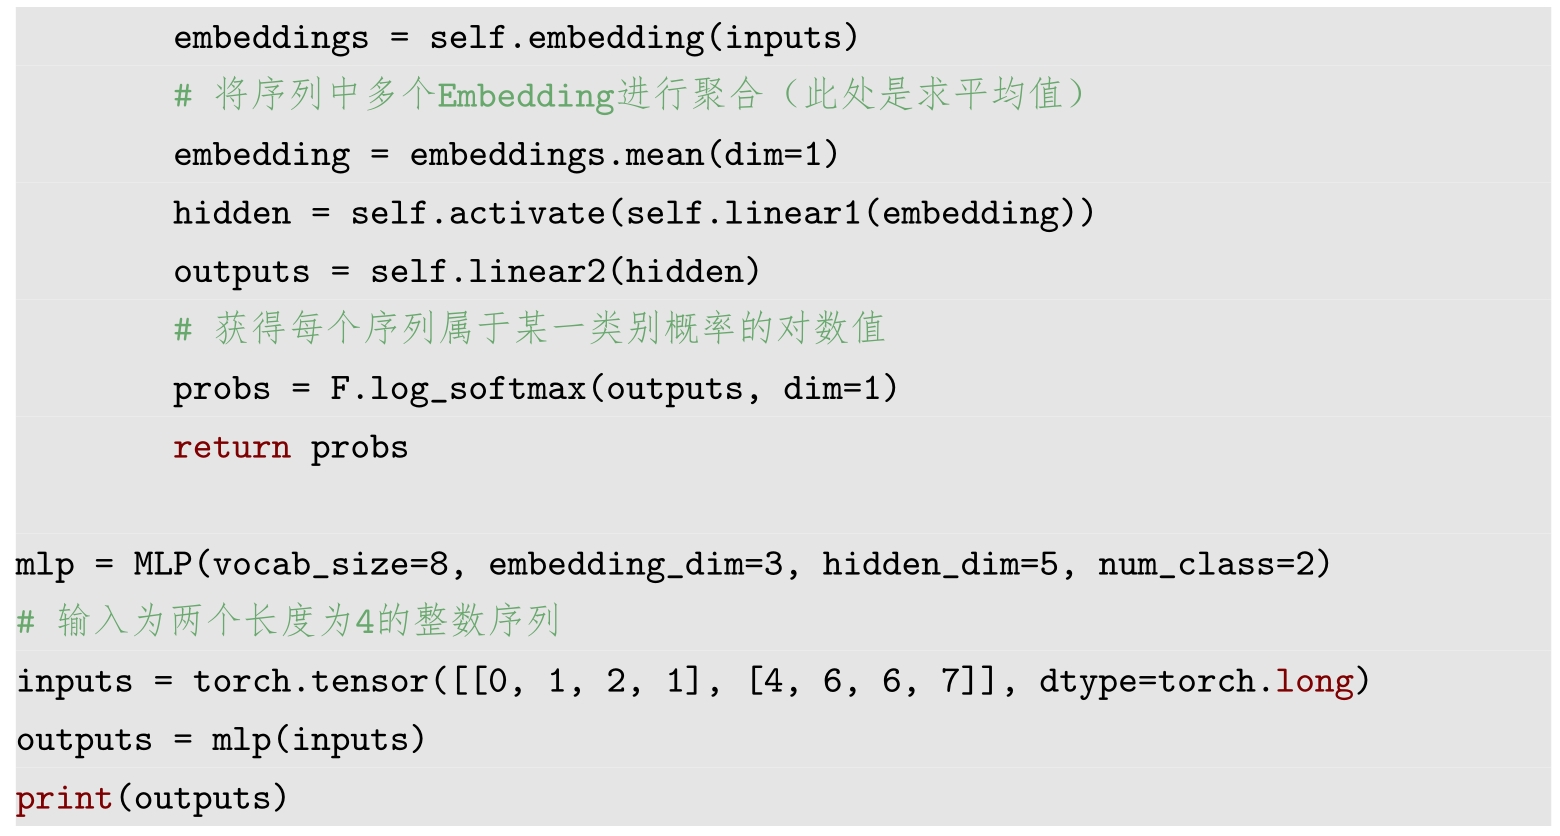 embeddings = self.embedding(inputs)
# 将序列中多个Embedding进行聚合（此处是求平均值）
embedding = embeddings.mean(dim=1)
hidden = self.activate(self.linear1(embedding))
outputs = self.linear2(hidden)
# 获得每个序列属于某一类别概率的对数值
probs = F.log_softmax(outputs, dim=1)
return probs
mlp = MLP(vocab_size=8, embedding_dim=3, hidden_dim=5, num_class=2)
# 输入为两个长度为4的整数序列
inputs = torch.tensor([[0, 1, 2, 1], [4, 6, 6, 7]], dtype=torch.long)
outputs = mlp(inputs)
print(outputs)